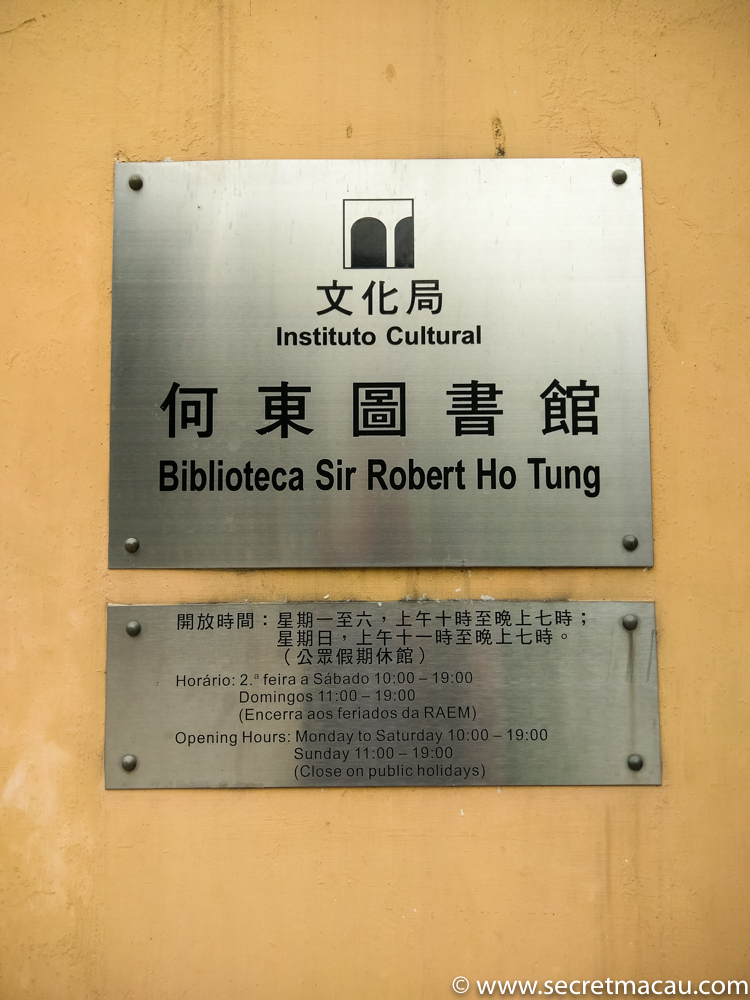 文化局
Instituto Cultural
何東圖書館
Biblioteca Sir Robert Ho Tung
開放時間：星期一至六，上午十時至晚上七時；
星期日，上午十一時至晚上七時。
（公眾假期休館）
Horário: 2.ª feira a Sábado 10:00 – 19:00
Domingos 11:00 – 19:00
(Encerra aos feriados da RAEM)
Opening Hours: Monday to Saturday 10:00 – 19:00
Sunday 11:00 – 19:00
(Close on public holidays)
© www.secretmacau.com